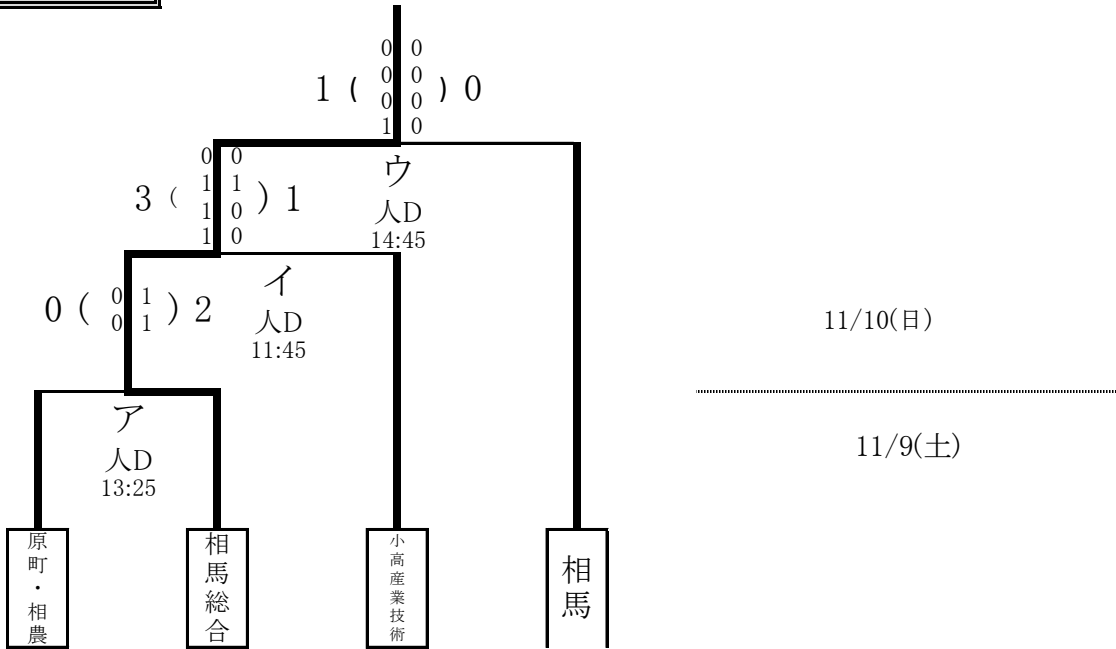 0 0
0 0
1 ( 0 0 ) 0
1 0
ウ
人D
14:45
0 0
1 1
3 ( 1 0 ) 1
1 0
イ
人D
11:45
0 ( 0 1 ) 2
0 1
11/10(日)
ア
人D
13:25
11/9(土)
原町・相農
相馬総合
小高産業技術
相馬